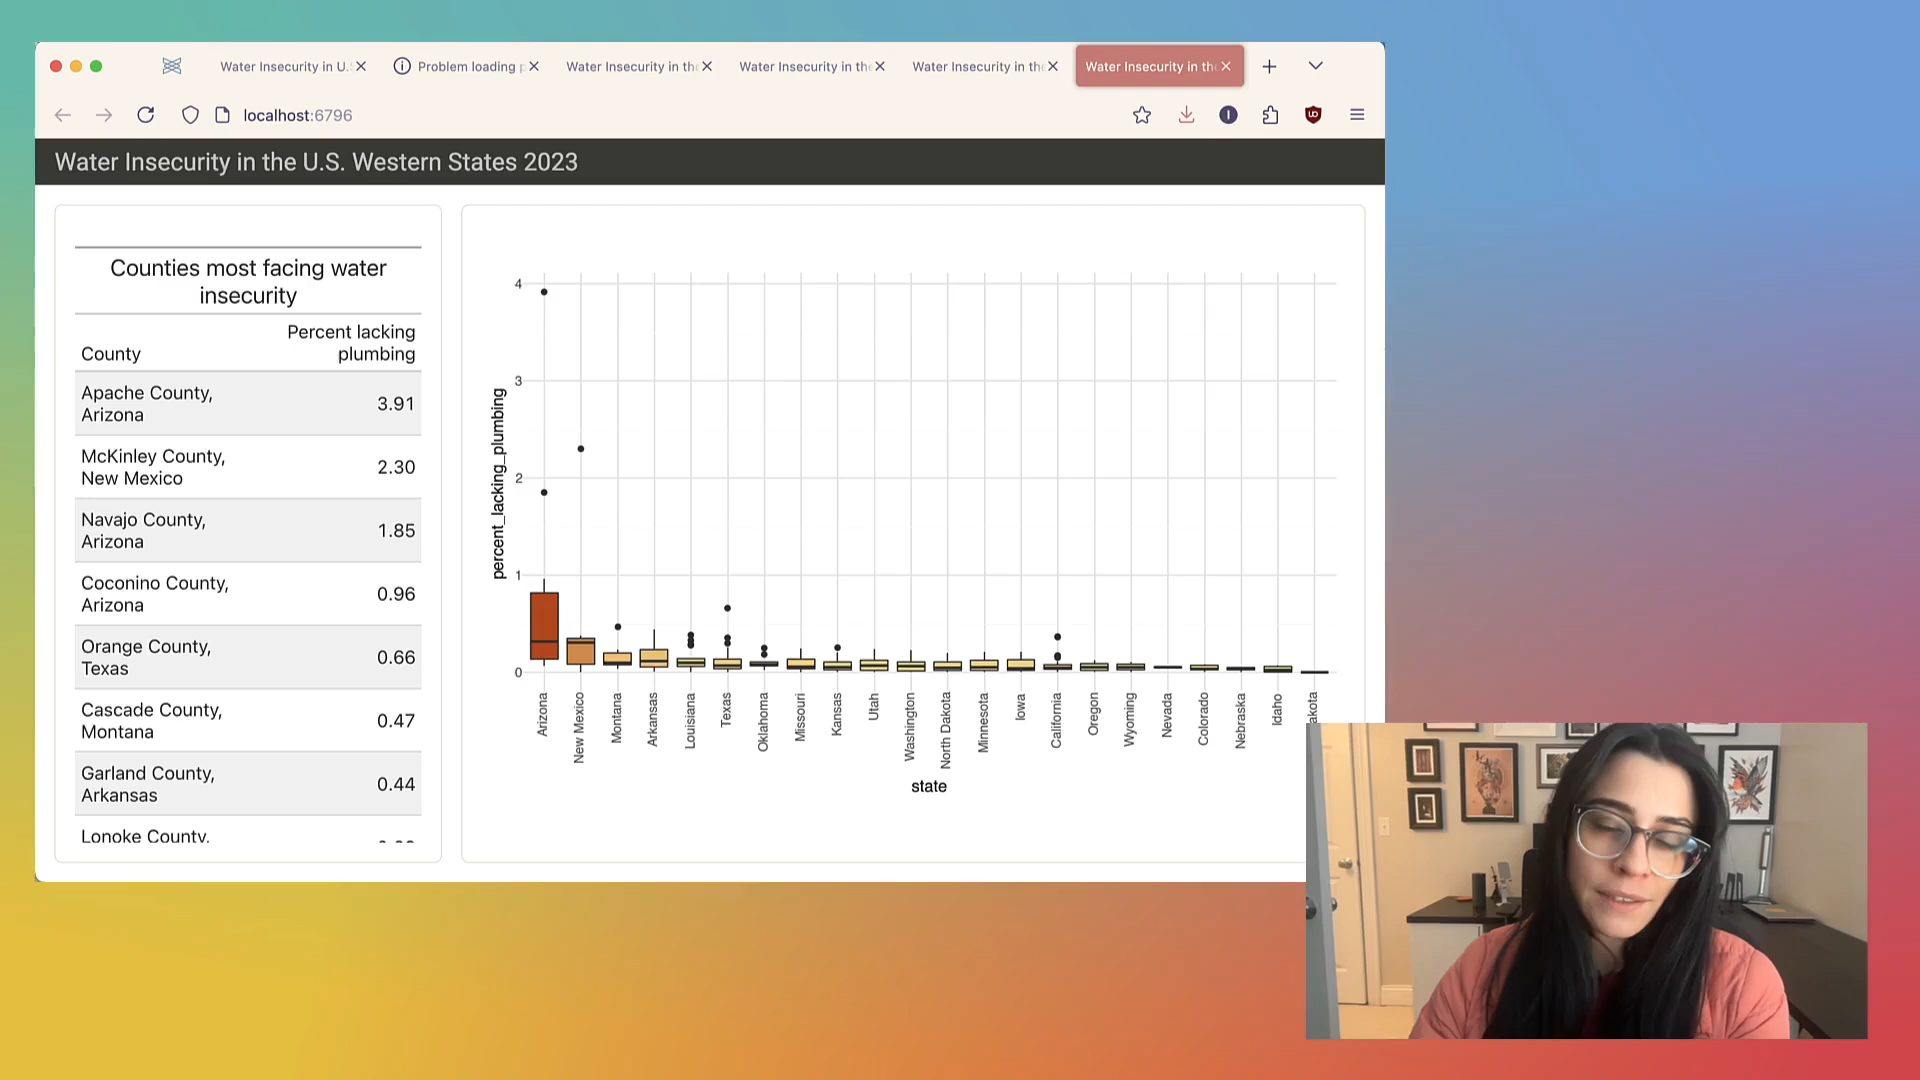 Water Insecurity in U.
Problem loading p
Water Insecurity in the
Water Insecurity in the
Water Insecurity in the
Water Insecurity in the
localhost:6796
Water Insecurity in the U.S. Western States 2023
Counties most facing water
insecurity
County
Percent lacking
plumbing
Apache County,
Arizona
3.91
McKinley County,
New Mexico
2.30
Navajo County,
Arizona
1.85
Coconino County,
Arizona
0.96
Orange County,
Texas
0.66
Cascade County,
Montana
0.47
Garland County,
Arkansas
0.44
Lonoke County,
percent_lacking_plumbing
4
3
2
1
0
Arizona
New Mexico
Montana
Arkansas
Louisiana
Texas
Oklahoma
Missouri
Kansas
Utah
Washington
North Dakota
Minnesota
Iowa
California
Oregon
Wyoming
Nevada
Colorado
Nebraska
Idaho
akota
state